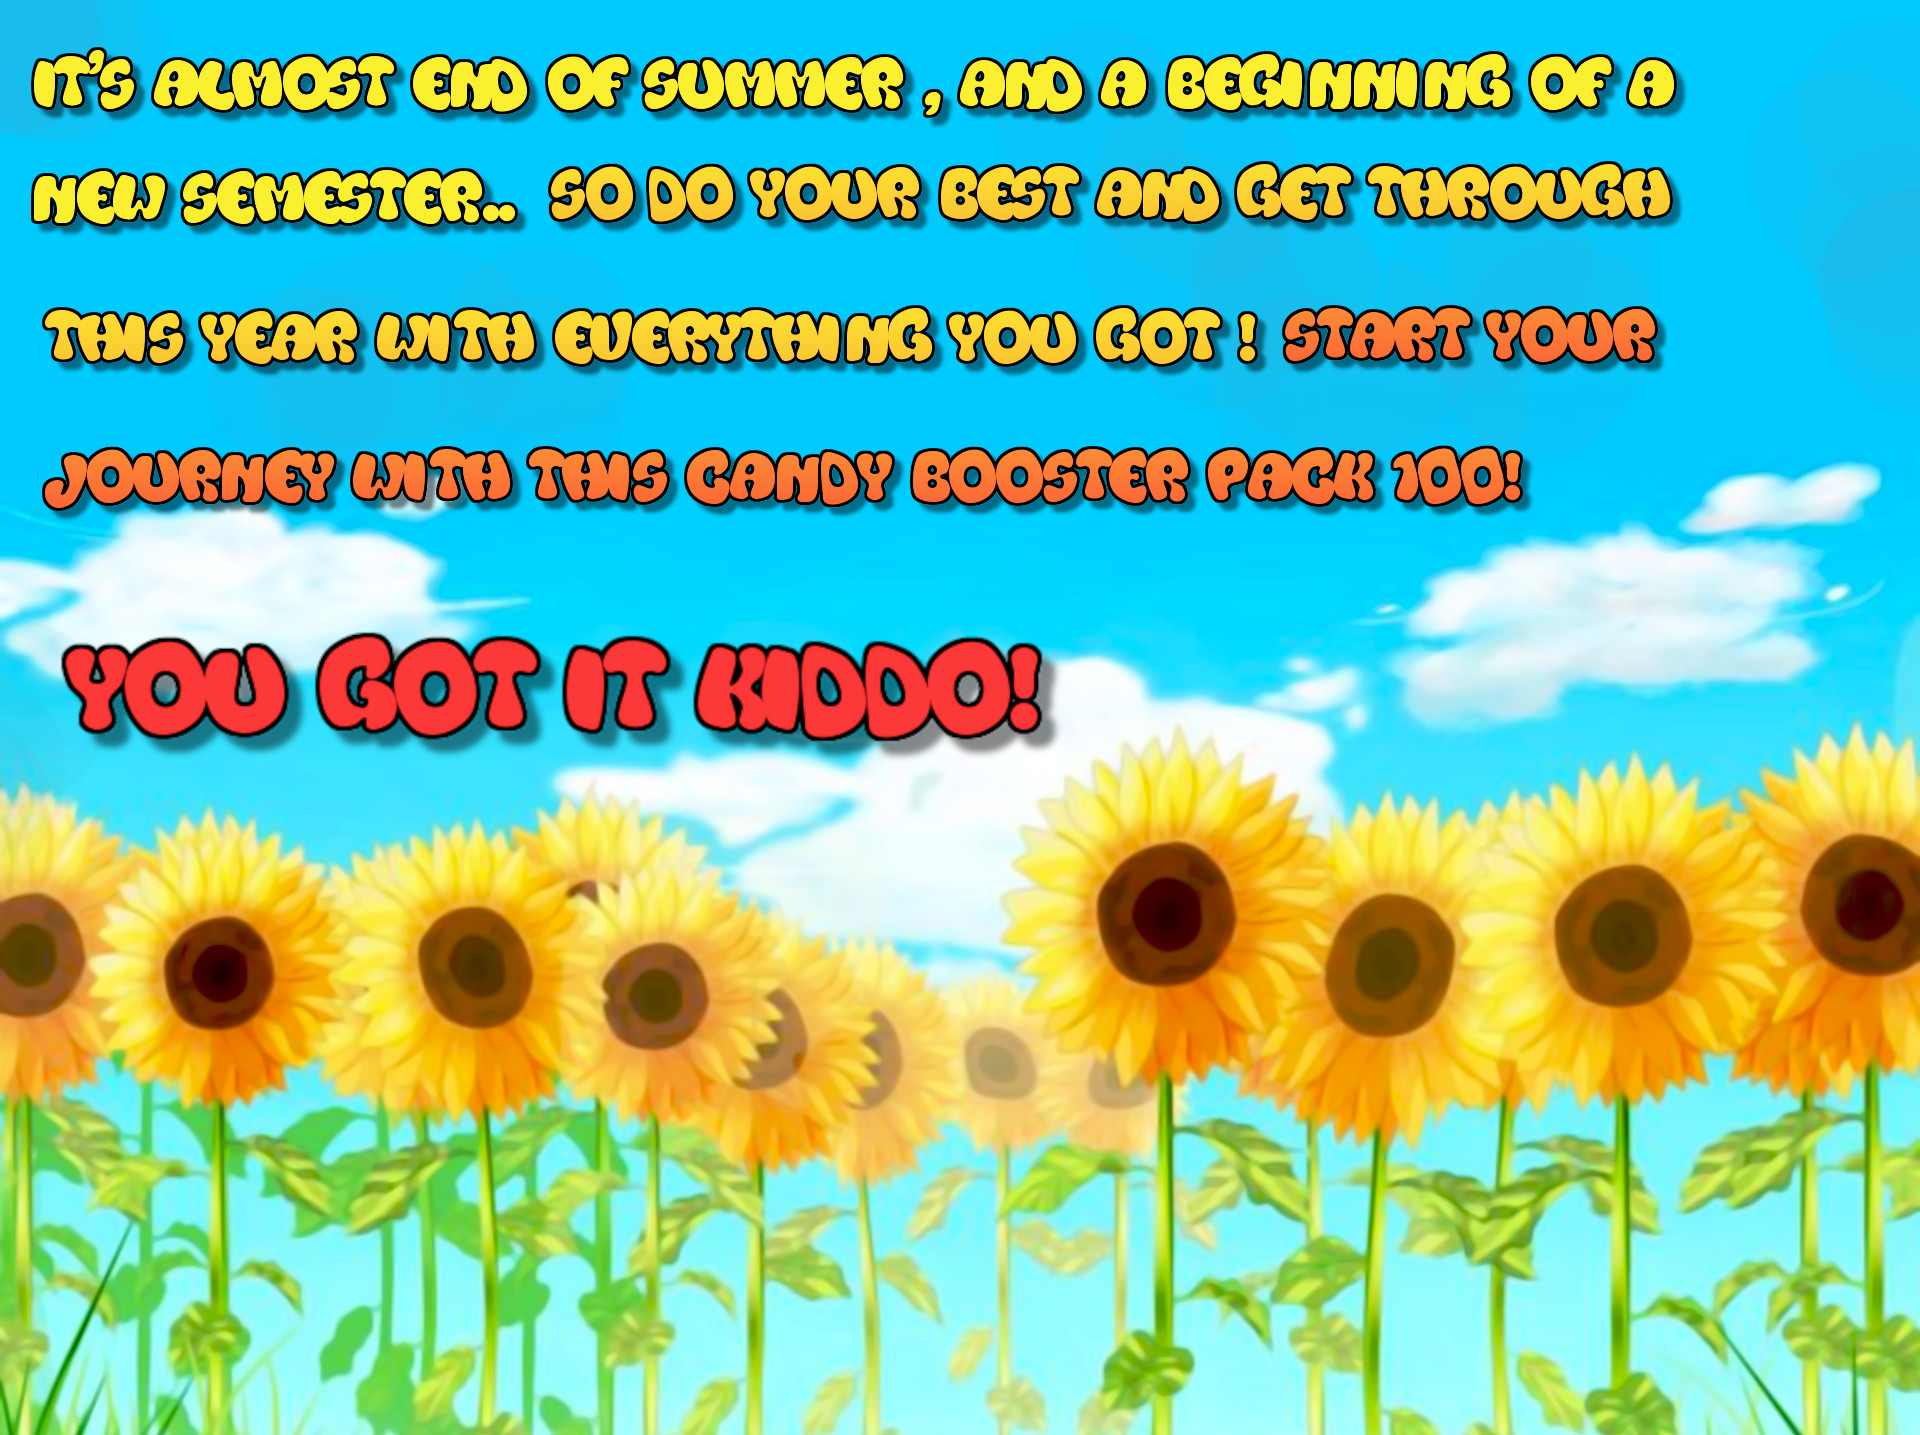 IT'S ALMOST END OF SUMMER , AND A BEGINNING OF A
NEW SEMESTER.. SO DO YOUR BEST AND GET THROUGH
THIS YEAR WITH EVERYTHING YOU GOT ! START YOUR
JOURNEY WITH THIS CANDY BOOSTER PACK 100!
YOU GOT IT KIDDO!